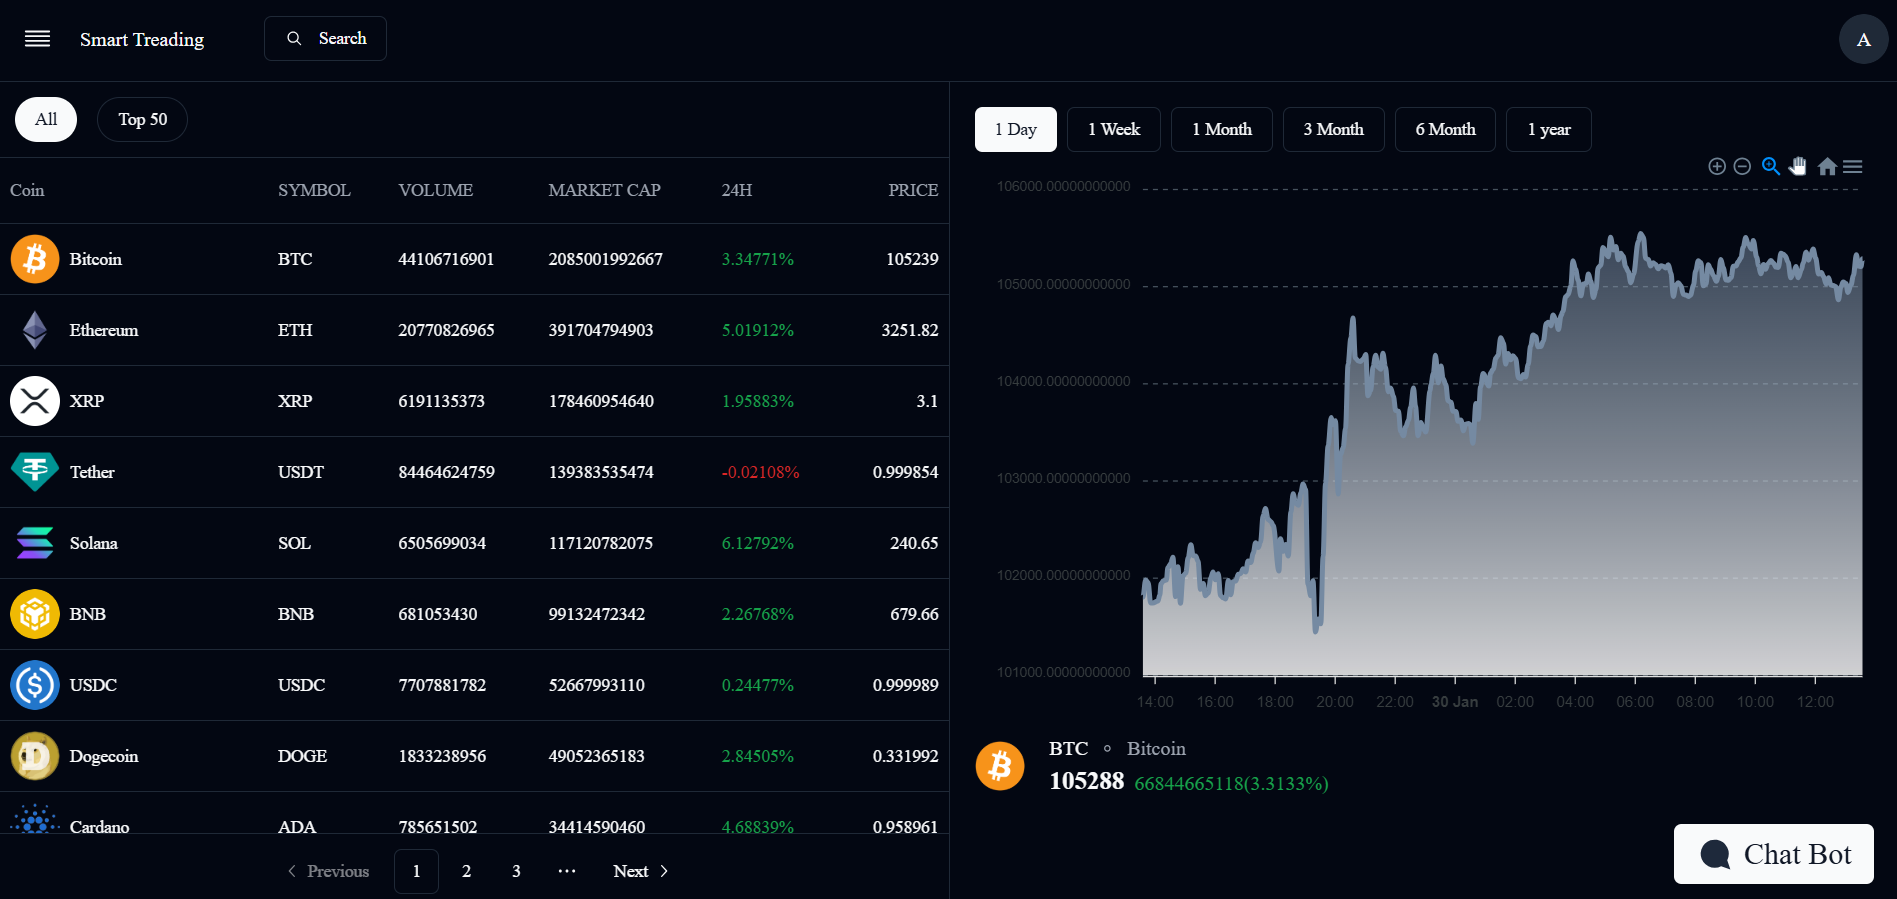 Smart Treading Search A
All Top 50
Coin SYMBOL VOLUME MARKET CAP 24H PRICE
Bitcoin BTC 44106716901 2085001992667 3.34771% 105239
Ethereum ETH 20770826965 391704794903 5.01912% 3251.82
XRP XRP 6191135373 178460954640 1.95883% 3.1
Tether USDT 84464624759 139383535474 -0.02108% 0.999854
Solana SOL 6505699034 117120782075 6.12792% 240.65
BNB BNB 681053430 99132472342 2.26768% 679.66
USDC USDC 7707881782 52667993110 0.24477% 0.999989
Dogecoin DOGE 1833238956 49052365183 2.84505% 0.331992
Cardano ADA 785651502 34414590460 4.68839% 0.958961
Previous 1 2 3 ··· Next
1 Day 1 Week 1 Month 3 Month 6 Month 1 year
106000.00000000000
105000.00000000000
104000.00000000000
103000.00000000000
102000.00000000000
101000.00000000000
14:00 16:00 18:00 20:00 22:00 30 Jan 02:00 04:00 06:00 08:00 10:00 12:00
BTC Bitcoin
105288 66844665118(3.3133%)
Chat Bot